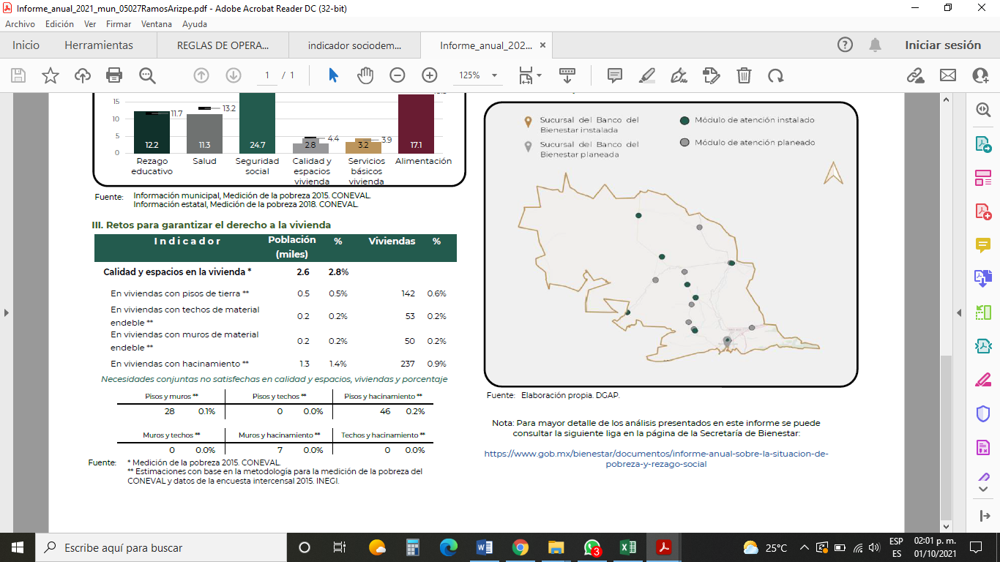 Informe_anual_2021_mun_05027RamosArizpe.pdf - Adobe Acrobat Reader DC (32-bit)
Archivo Edición Ver Firmar Ventana Ayuda
Inicio Herramientas REGLAS DE OPERA... indicador sociodem... Informe_anual_202... ×
Iniciar sesión
1 / 1 125%
15
10
5
0
11.7 13.2 4.4 3.9
12.2 11.3 24.7 2.8 3.2 17.1
Rezago educativo
Salud
Seguridad social
Calidad y espacios vivienda
Servicios básicos vivienda
Alimentación
Fuente: Información municipal, Medición de la pobreza 2015. CONEVAL.
Información estatal, Medición de la pobreza 2018. CONEVAL.
III. Retos para garantizar el derecho a la vivienda
Indicador Población (miles) % Viviendas %
Calidad y espacios en la vivienda * 2.6 2.8%
En viviendas con pisos de tierra ** 0.5 0.5% 142 0.6%
En viviendas con techos de material endeble ** 0.2 0.2% 53 0.2%
En viviendas con muros de material endeble ** 0.2 0.2% 50 0.2%
En viviendas con hacinamiento ** 1.3 1.4% 237 0.9%
Necesidades conjuntas no satisfechas en calidad y espacios, viviendas y porcentaje
Pisos y muros ** Pisos y techos ** Pisos y hacinamiento **
28 0.1% 0 0.0% 46 0.2%
Muros y techos ** Muros y hacinamiento ** Techos y hacinamiento **
0 0.0% 7 0.0% 0 0.0%
Fuente: * Medición de la pobreza 2015. CONEVAL.
** Estimaciones con base en la metodología para la medición de la pobreza del
CONEVAL y datos de la encuesta intercensal 2015. INEGI.
Sucursal del Banco del
Bienestar instalada
Sucursal del Banco del
Bienestar planeada
Módulo de atención instalado
Módulo de atención planeado
Fuente: Elaboración propia. DGAP.
Nota: Para mayor detalle de los análisis presentados en este informe se puede
consultar la siguiente liga en la página de la Secretaría de Bienestar:
https://www.gob.mx/bienestar/documentos/informe-anual-sobre-la-situacion-de-
pobreza-y-rezago-social
Escribe aquí para buscar
3
25°C
ESP
ES
02:01 p. m.
01/10/2021